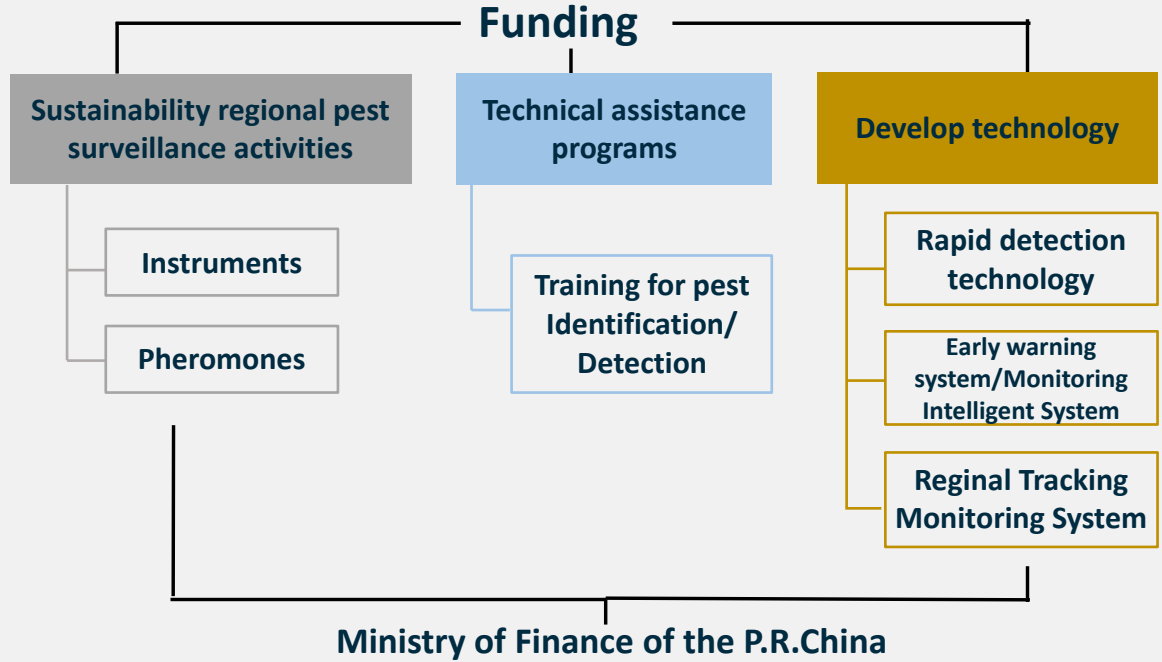 Funding
Sustainability regional pest
surveillance activities
Instruments
Pheromones
Technical assistance
programs
Training for pest
Identification/
Detection
Develop technology
Rapid detection
technology
Early warning
system/Monitoring
Intelligent System
Reginal Tracking
Monitoring System
Ministry of Finance of the P.R.China